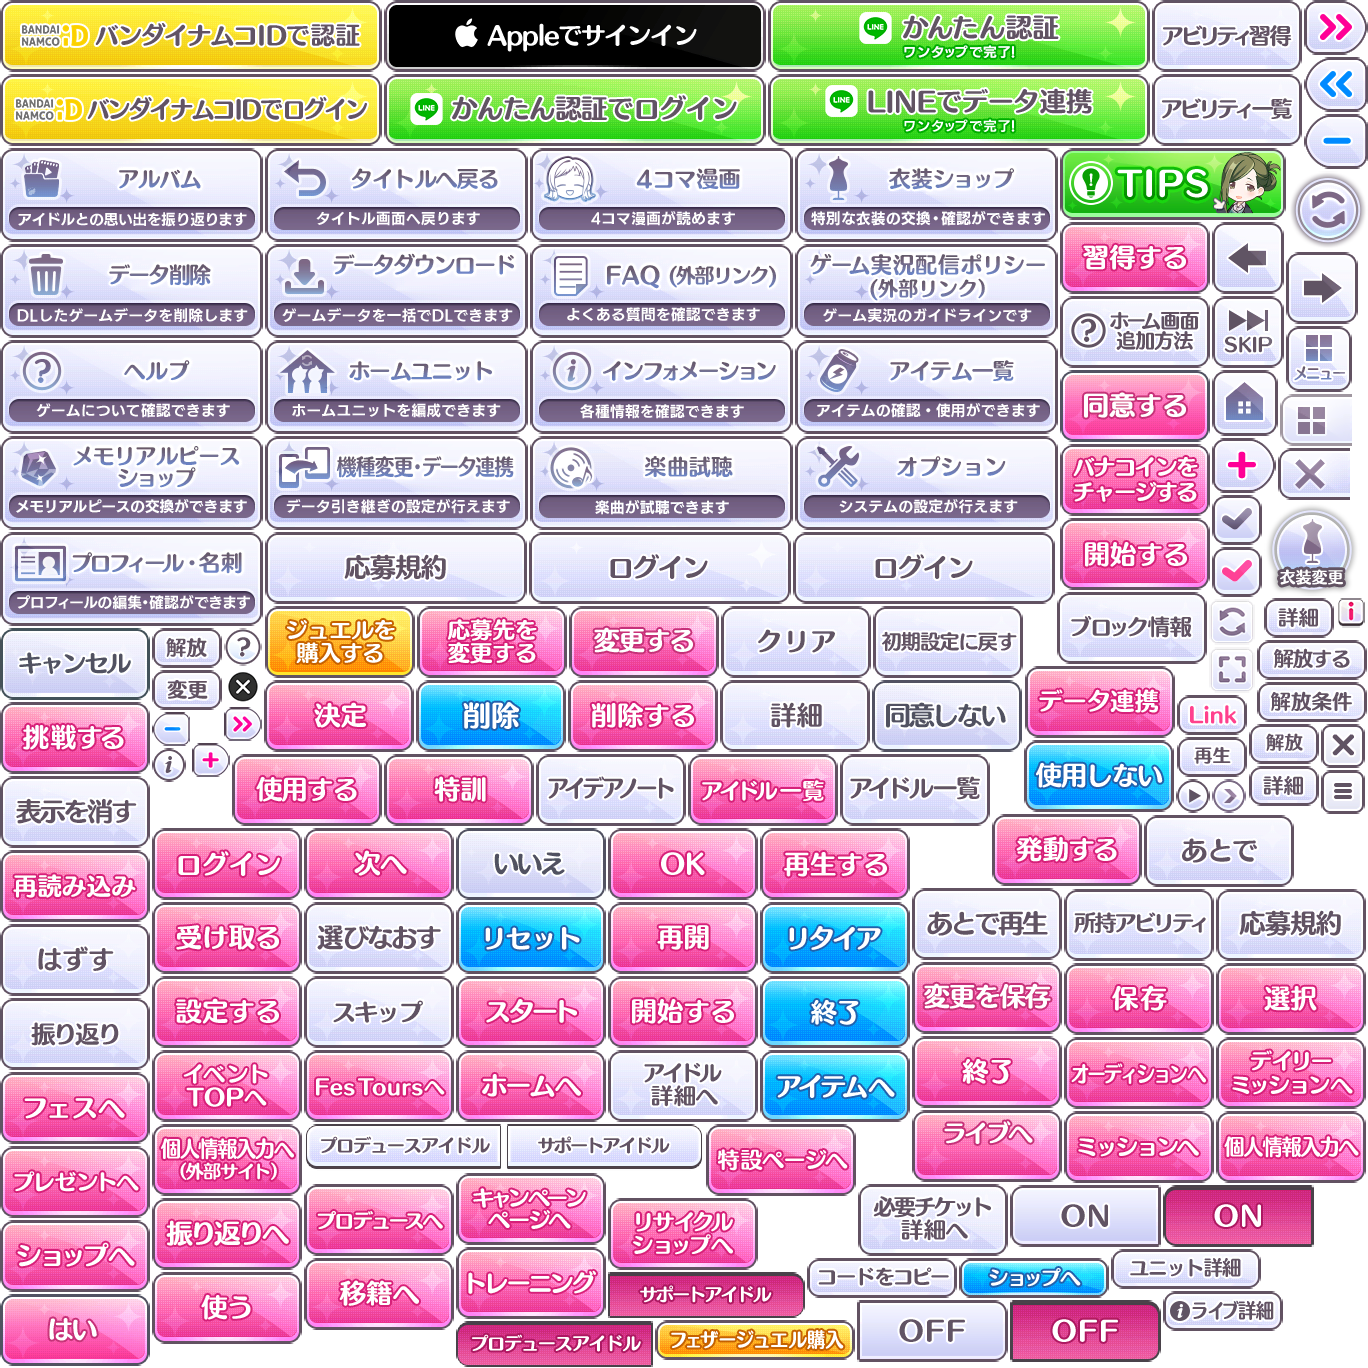 BANDAI NAMCO iD バンダイナムコIDで認証
Appleでサインイン
LINE かんたん認証
ワンタップで完了!
アビリティ習得
BANDAI NAMCO iD バンダイナムコIDでログイン
LINE かんたん認証でログイン
LINE LINEでデータ連携
ワンタップで完了!
アビリティ一覧
アルバム
アイドルとの思い出を振り返ります
タイトルへ戻る
タイトル画面へ戻ります
4コマ漫画
4コマ漫画が読めます
衣装ショップ
特別な衣装の交換・確認ができます
TIPS
データ削除
DLしたゲームデータを削除します
データダウンロード
ゲームデータを一括でDLできます
FAQ (外部リンク)
よくある質問を確認できます
ゲーム実況配信ポリシー
(外部リンク)
ゲーム実況のガイドラインです
習得する
ホーム画面
追加方法
SKIP
メニュー
ヘルプ
ゲームについて確認できます
ホームユニット
ホームユニットを編成できます
インフォメーション
各種情報を確認できます
アイテム一覧
アイテムの確認・使用ができます
同意する
メモリアルピース
ショップ
メモリアルピースの交換ができます
機種変更・データ連携
データ引き継ぎの設定が行えます
楽曲試聴
楽曲が試聴できます
オプション
システムの設定が行えます
バナコインを
チャージする
プロフィール・名刺
プロフィールの編集・確認ができます
応募規約
ログイン
ログイン
開始する
衣装変更
キャンセル
解放
変更
ジュエルを
購入する
応募先を
変更する
変更する
クリア
初期設定に戻す
ブロック情報
詳細
解放する
解放条件
挑戦する
決定
削除
削除する
詳細
同意しない
データ連携
Link
再生
解放
詳細
表示を消す
使用する
特訓
アイデアノート
アイドル一覧
アイドル一覧
使用しない
再読み込み
ログイン
次へ
いいえ
OK
再生する
発動する
あとで
はずす
受け取る
選びなおす
リセット
再開
リタイア
あとで再生
所持アビリティ
応募規約
振り返り
設定する
スキップ
スタート
開始する
終了
変更を保存
保存
選択
フェスへ
イベント
TOPへ
Fes Toursへ
ホームへ
アイドル
詳細へ
アイテムへ
終了
オーディションへ
デイリー
ミッションへ
プレゼントへ
個人情報入力へ
(外部サイト)
プロデュースアイドル
サポートアイドル
特設ページへ
ライブへ
ミッションへ
個人情報入力へ
ショップへ
振り返りへ
プロデュースへ
キャンペーン
ページへ
リサイクル
ショップへ
必要チケット
詳細へ
ON
ON
はい
使う
移籍へ
トレーニング
サポートアイドル
コードをコピー
ショップへ
ユニット詳細
プロデュースアイドル
フェザージュエル購入
OFF
OFF
ライブ詳細